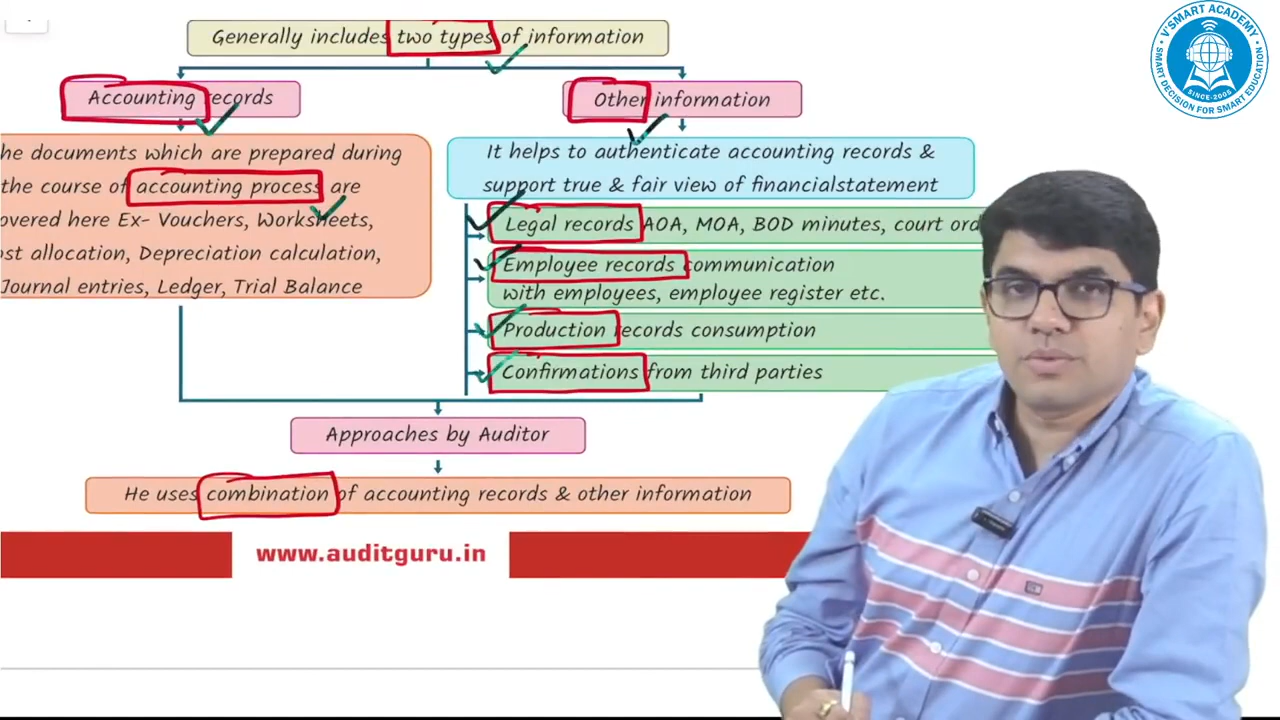 Generally includes two types of information
Accounting records
Other information
he documents which are prepared during
the course of accounting process are
overed here Ex- Vouchers, Worksheets,
ost allocation, Depreciation calculation,
Journal entries, Ledger, Trial Balance
It helps to authenticate accounting records &
support true & fair view of financialstatement
Legal records AOA, MOA, BOD minutes, court ord
Employee records communication
with employees, employee register etc.
Production records consumption
Confirmations from third parties
Approaches by Auditor
He uses combination of accounting records & other information
www.auditguru.in
V'SMART ACADEMY
SINCE-2005
SMART DECISION FOR SMART EDUCATION